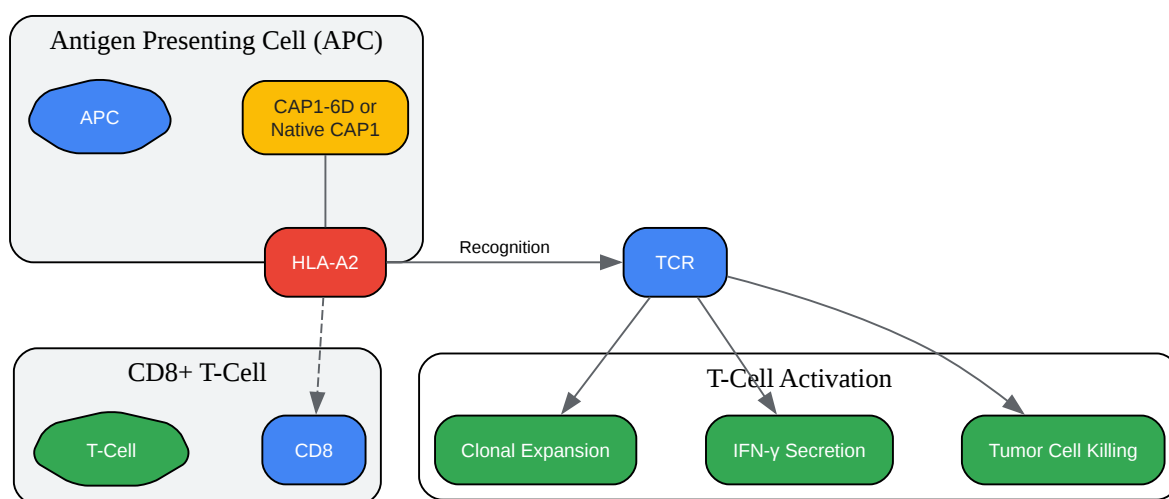 Antigen Presenting Cell (APC)
APC
CAP1-6D or
Native CAP1
HLA-A2
Recognition
TCR
CD8+ T-Cell
T-Cell
CD8
T-Cell Activation
Clonal Expansion
IFN-γ Secretion
Tumor Cell Killing